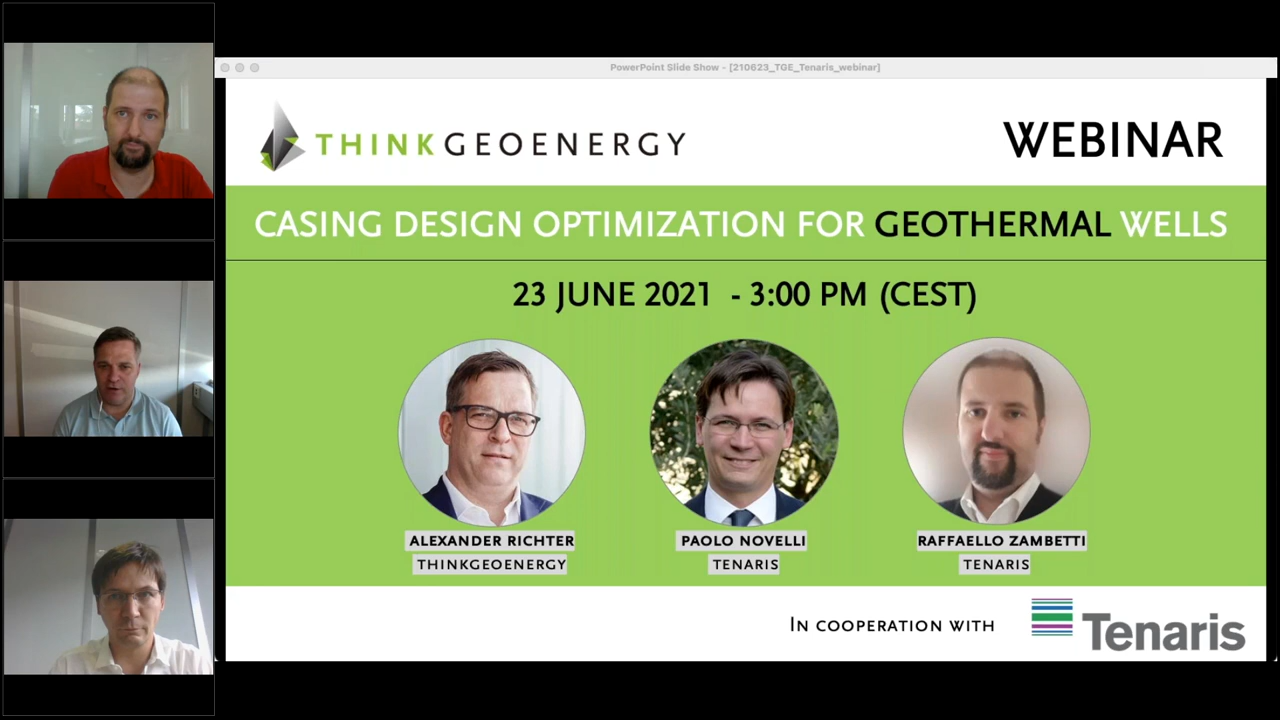 PowerPoint Slide Show - [210623_TGE_Tenaris_webinar]
THINKGEOENERGY
WEBINAR
CASING DESIGN OPTIMIZATION FOR GEOTHERMAL WELLS
23 JUNE 2021 - 3:00 PM (CEST)
ALEXANDER RICHTER
THINKGEOENERGY
PAOLO NOVELLI
TENARIS
RAFFAELLO ZAMBETTI
TENARIS
IN COOPERATION WITH
Tenaris